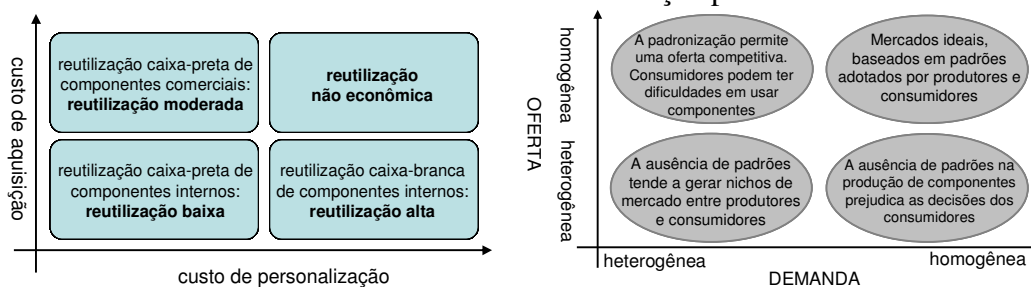 custo de aquisição
reutilização caixa-preta de
componentes comerciais:
reutilização moderada
reutilização
não econômica
reutilização caixa-preta de
componentes internos:
reutilização baixa
reutilização caixa-branca
de componentes internos:
reutilização alta
custo de personalização
OFERTA
homogênea
heterogênea
A padronização permite
uma oferta competitiva.
Consumidores podem ter
dificuldades em usar
componentes
Mercados ideais,
baseados em padrões
adotados por produtores e
consumidores
A ausência de padrões
tende a gerar nichos de
mercado entre produtores
e consumidores
A ausência de padrões na
produção de componentes
prejudica as decisões dos
consumidores
heterogênea
homogênea
DEMANDA